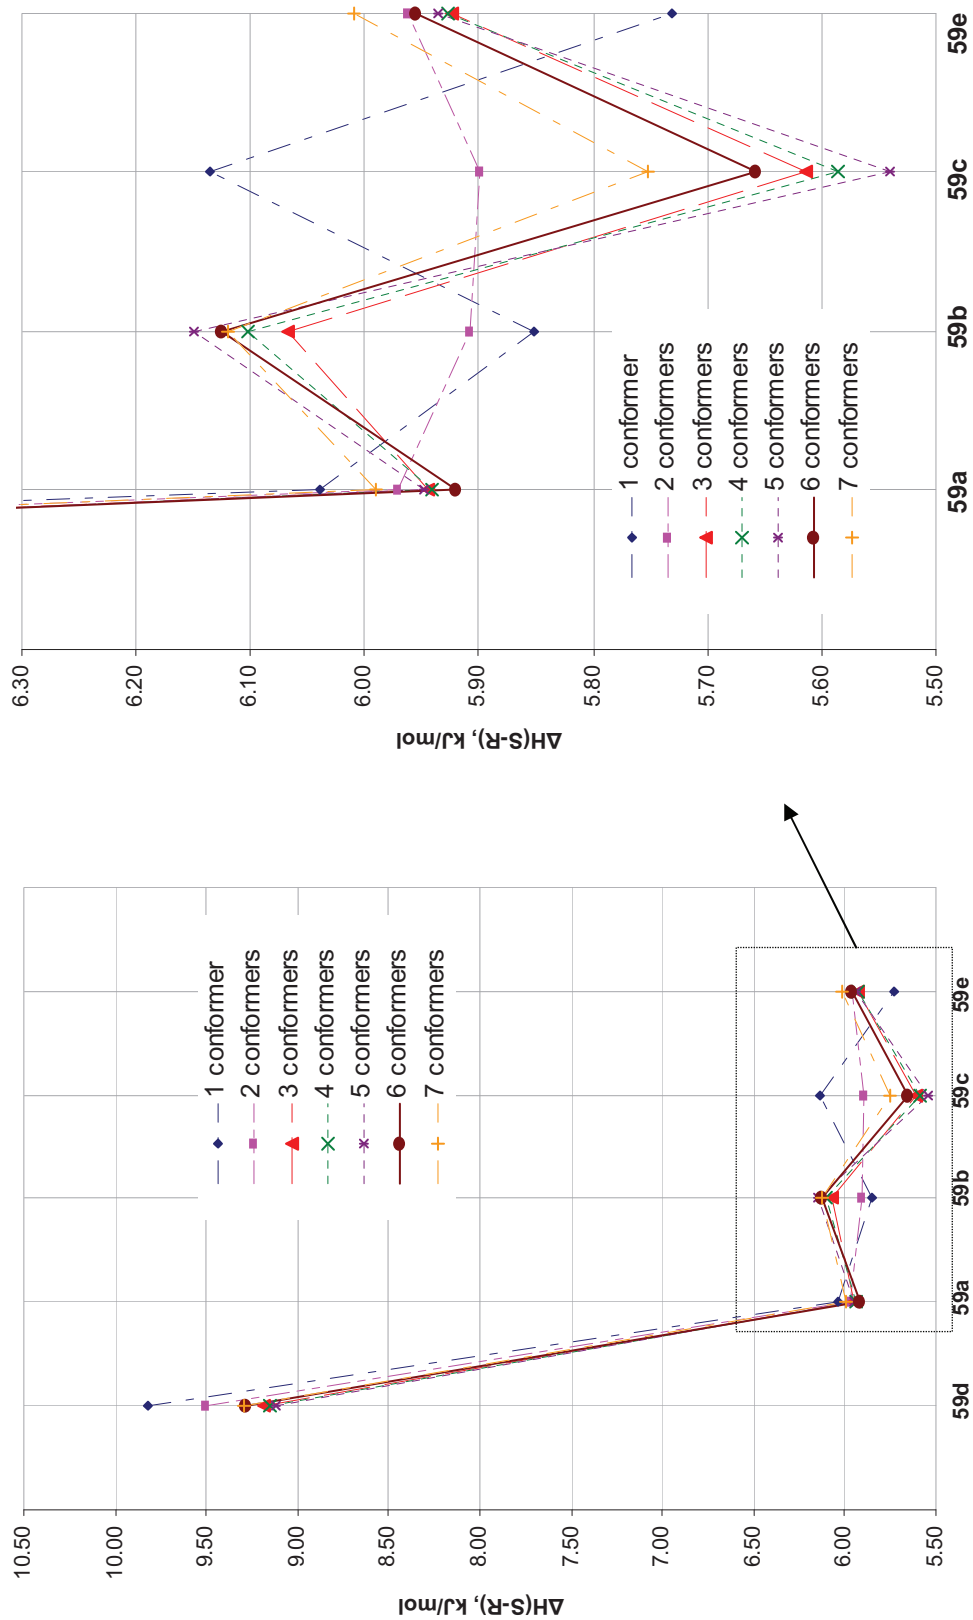 ΔH(S-R), kJ/mol
10.50
10.00
9.50
9.00
8.50
8.00
7.50
7.00
6.50
6.00
5.50
59d
59a
59b
59c
59e
1 conformer
2 conformers
3 conformers
4 conformers
5 conformers
6 conformers
7 conformers
ΔH(S-R), kJ/mol
6.30
6.20
6.10
6.00
5.90
5.80
5.70
5.60
5.50
59a
59b
59c
59e
1 conformer
2 conformers
3 conformers
4 conformers
5 conformers
6 conformers
7 conformers